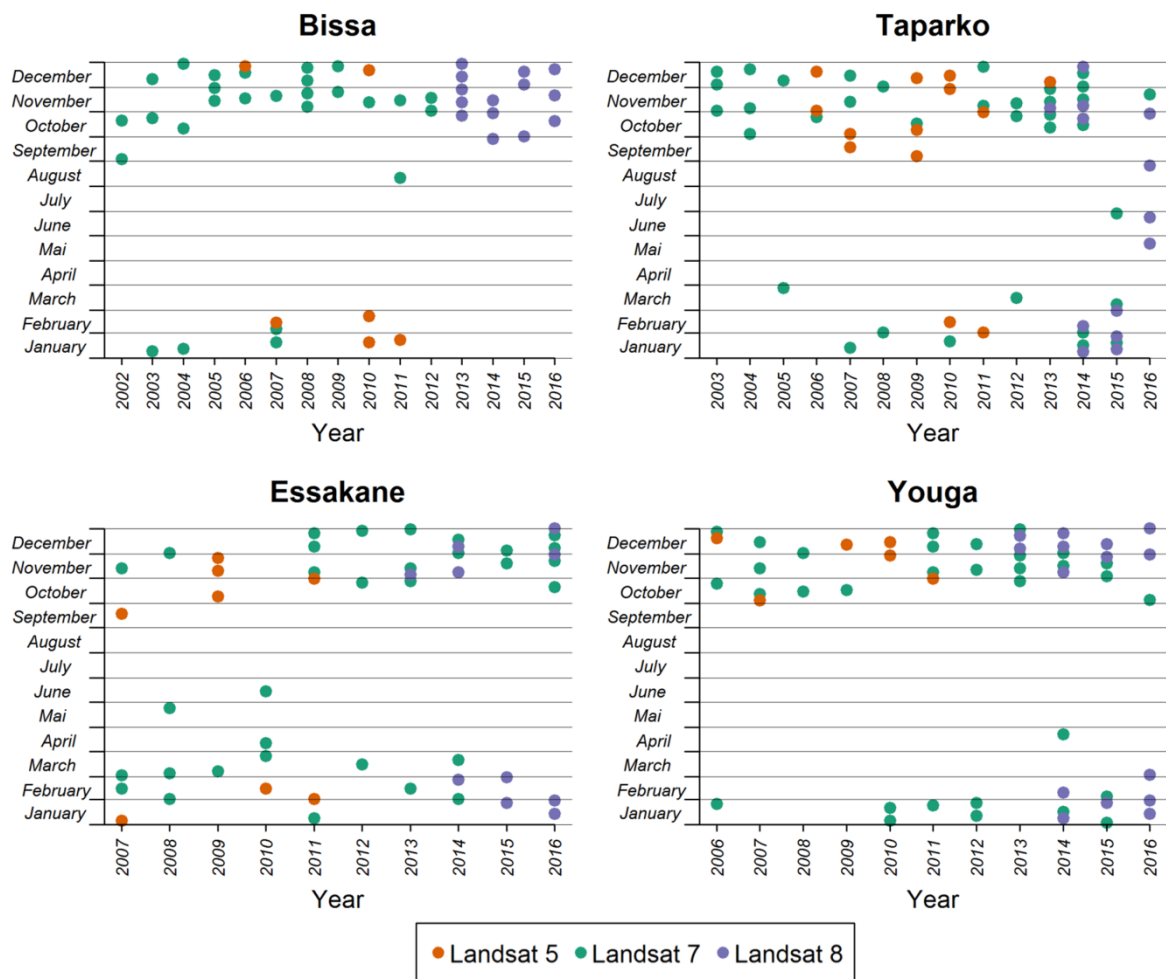 Bissa
December
November
October
September
August
July
June
Mai
April
March
February
January
2002
2003
2004
2005
2006
2007
2008
2009
2010
2011
2012
2013
2014
2015
2016
Year
Taparko
December
November
October
September
August
July
June
Mai
April
March
February
January
2003
2004
2005
2006
2007
2008
2009
2010
2011
2012
2013
2014
2015
2016
Year
Essakane
December
November
October
September
August
July
June
Mai
April
March
February
January
2007
2008
2009
2010
2011
2012
2013
2014
2015
2016
Year
Youga
December
November
October
September
August
July
June
Mai
April
March
February
January
2006
2007
2008
2009
2010
2011
2012
2013
2014
2015
2016
Year
Landsat 5 Landsat 7 Landsat 8